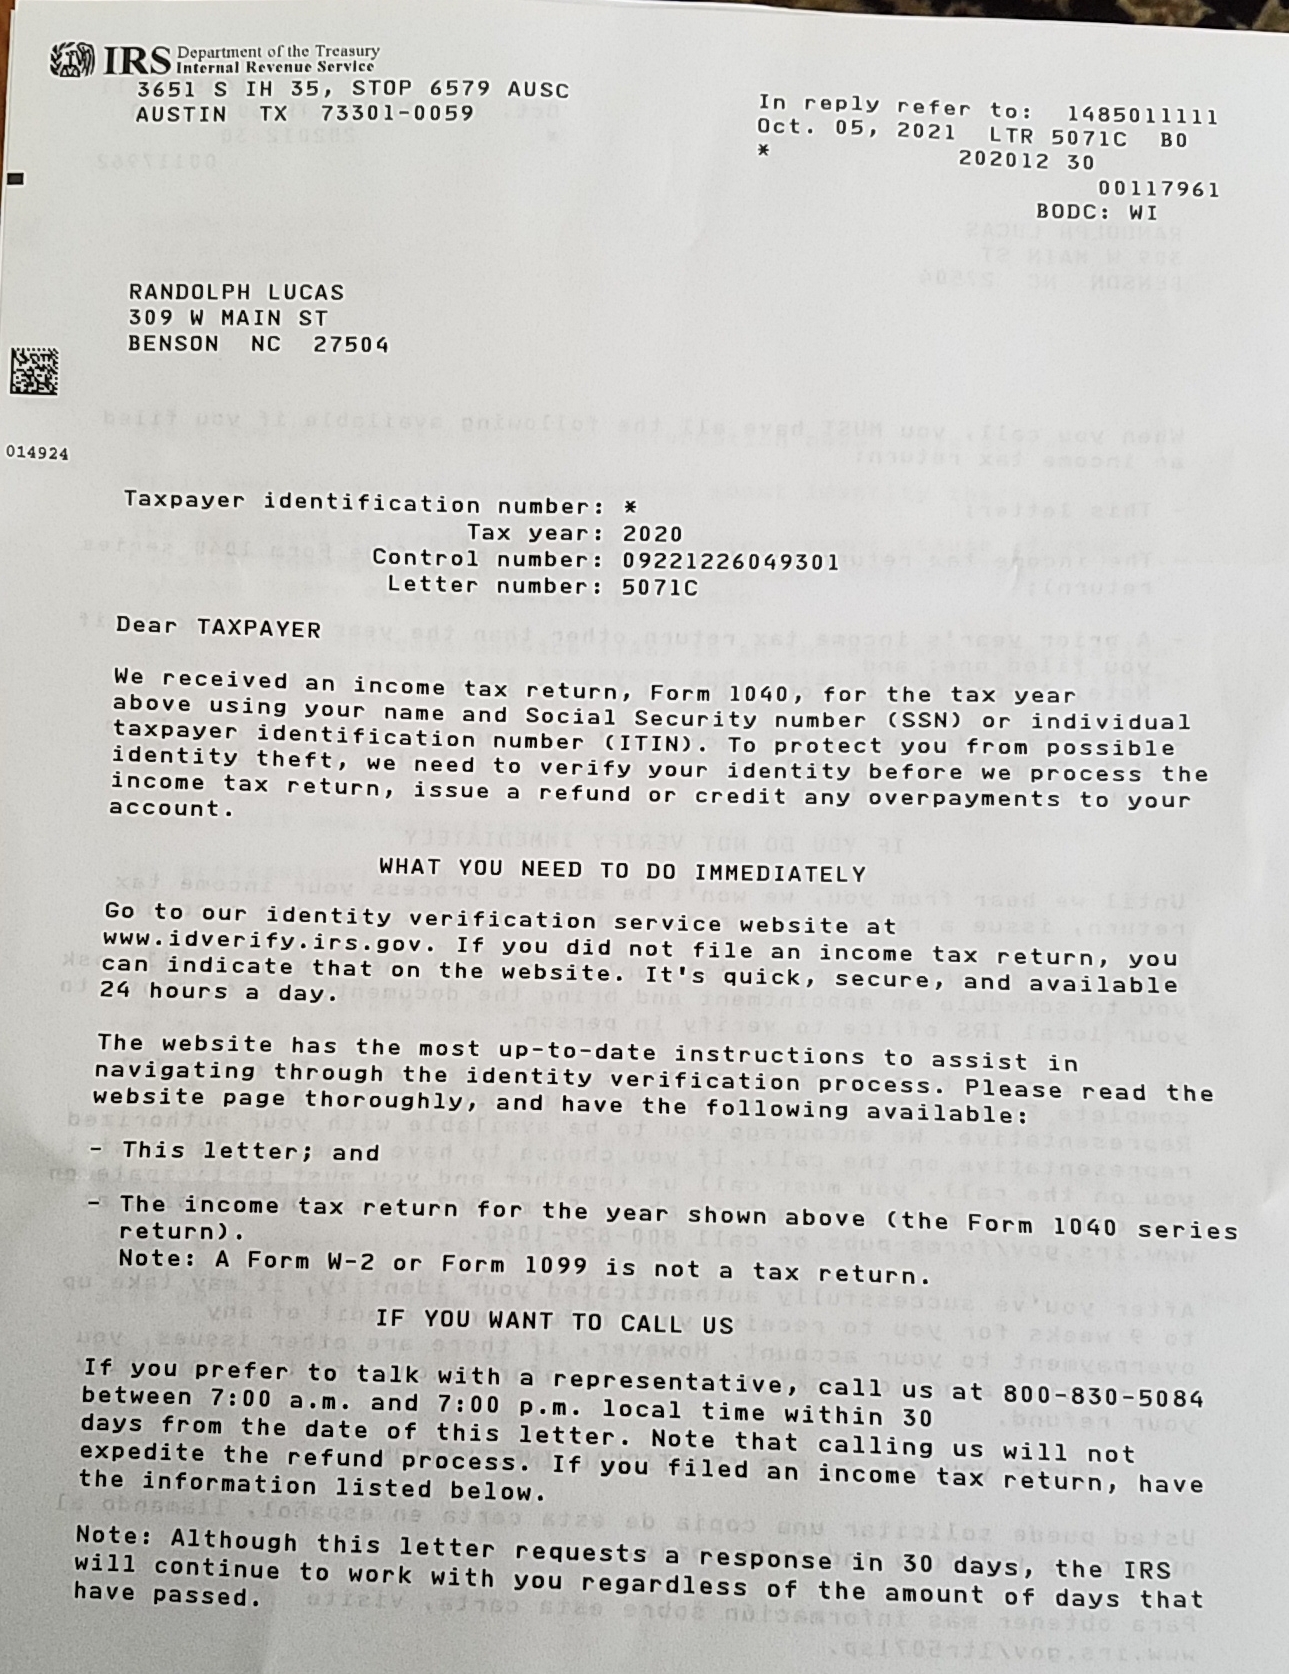 IRS Department of the Treasury
Internal Revenue Service
3651 S IH 35, STOP 6579 AUSC
AUSTIN TX 73301-0059
In reply refer to: 1485011111
Oct. 05, 2021 LTR 5071C B0
* 202012 30
00117961
BODC: WI
RANDOLPH LUCAS
309 W MAIN ST
BENSON NC 27504
014924
Taxpayer identification number: *
Tax year: 2020
Control number: 09221226049301
Letter number: 5071C
Dear TAXPAYER
We received an income tax return, Form 1040, for the tax year
above using your name and Social Security number (SSN) or individual
taxpayer identification number (ITIN). To protect you from possible
identity theft, we need to verify your identity before we process the
income tax return, issue a refund or credit any overpayments to your
account.
WHAT YOU NEED TO DO IMMEDIATELY
Go to our identity verification service website at
www.idverify.irs.gov. If you did not file an income tax return, you
can indicate that on the website. It's quick, secure, and available
24 hours a day.
The website has the most up-to-date instructions to assist in
navigating through the identity verification process. Please read the
website page thoroughly, and have the following available:
- This letter; and
- The income tax return for the year shown above (the Form 1040 series
return).
Note: A Form W-2 or Form 1099 is not a tax return.
IF YOU WANT TO CALL US
If you prefer to talk with a representative, call us at 800-830-5084
between 7:00 a.m. and 7:00 p.m. local time within 30
days from the date of this letter. Note that calling us will not
expedite the refund process. If you filed an income tax return, have
the information listed below.
Note: Although this letter requests a response in 30 days, the IRS
will continue to work with you regardless of the amount of days that
have passed.